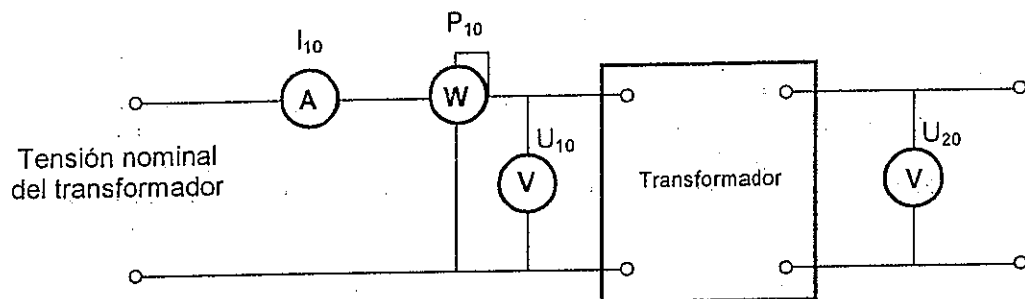 P₁₀
I₁₀
A
W
U₁₀
V
U₂₀
V
Tensión nominal
del transformador
Transformador